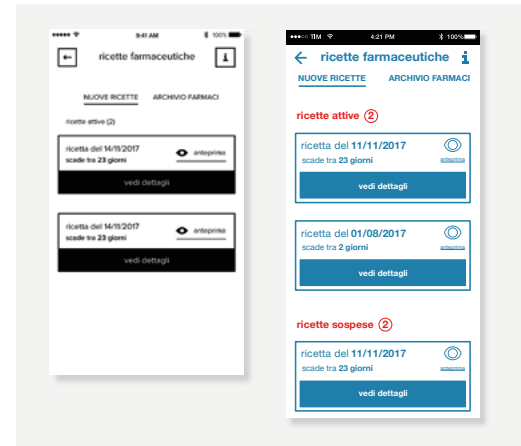 9:41 AM
100%
ricette farmaceutiche
i
NUOVE RICETTE ARCHIVIO FARMACI
ricette attive (2)
ricetta del 14/11/2017
scade tra 23 giorni
anteprima
vedi dettagli
ricetta del 14/11/2017
scade tra 23 giorni
anteprima
vedi dettagli
TIM 4:21 PM 100%
ricette farmaceutiche i
NUOVE RICETTE ARCHIVIO FARMACI
ricette attive 2
ricetta del 11/11/2017
scade tra 23 giorni
anteprima
vedi dettagli
ricetta del 01/08/2017
scade tra 2 giorni
anteprima
vedi dettagli
ricette sospese 2
ricetta del 11/11/2017
scade tra 23 giorni
anteprima
vedi dettagli